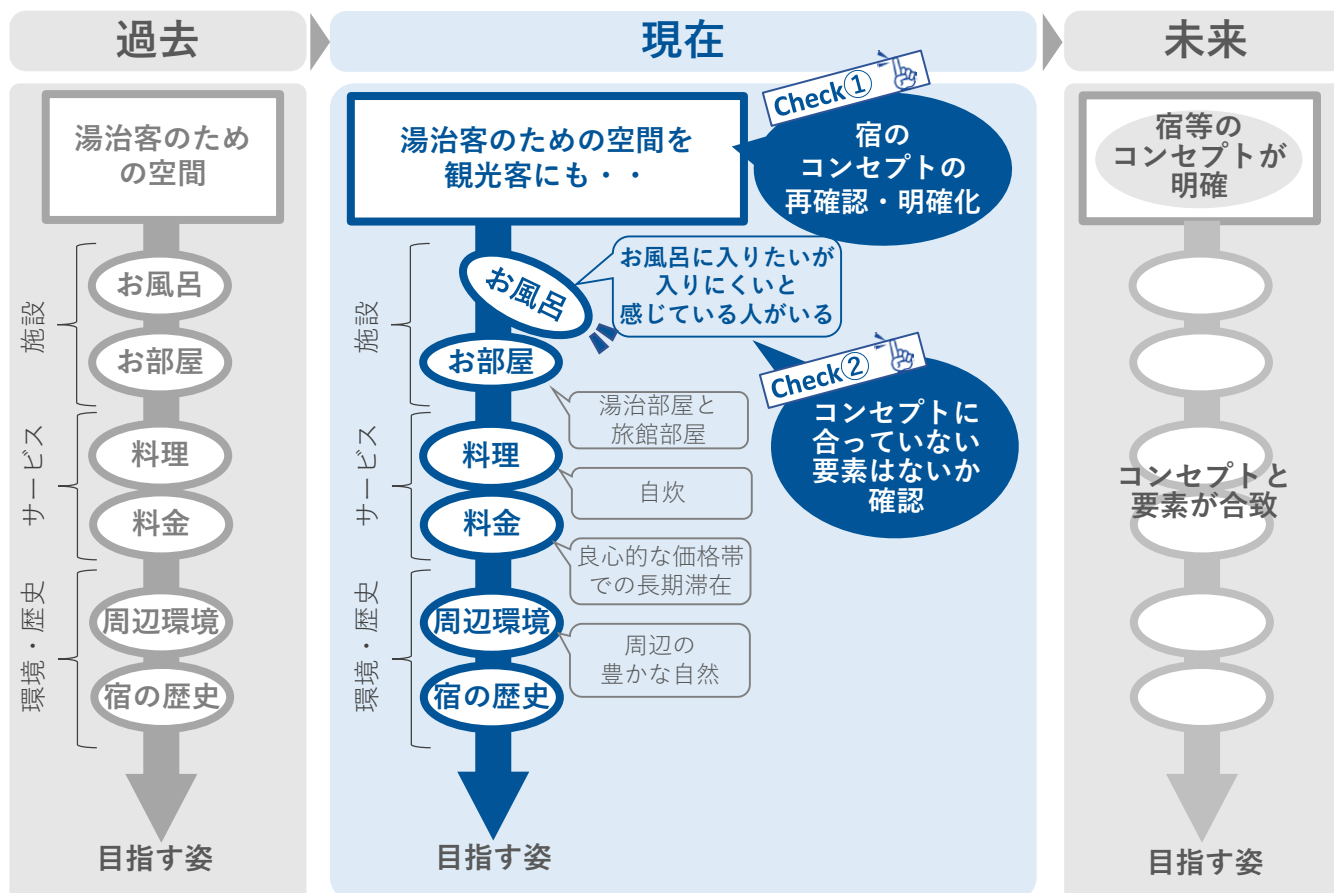 過去
現在
未来
湯治客のため
の空間
施設
お風呂
お部屋
サービス
料理
料金
環境・歴史
周辺環境
宿の歴史
目指す姿
湯治客のための空間を
観光客にも・・
Check①
宿の
コンセプトの
再確認・明確化
施設
お風呂
お風呂に入りたいが
入りにくいと
感じている人がいる
お部屋
湯治部屋と
旅館部屋
Check②
コンセプトに
合っていない
要素はないか
確認
サービス
料理
自炊
料金
良心的な価格帯
での長期滞在
環境・歴史
周辺環境
周辺の
豊かな自然
宿の歴史
目指す姿
宿等の
コンセプトが
明確
コンセプトと
要素が合致
目指す姿